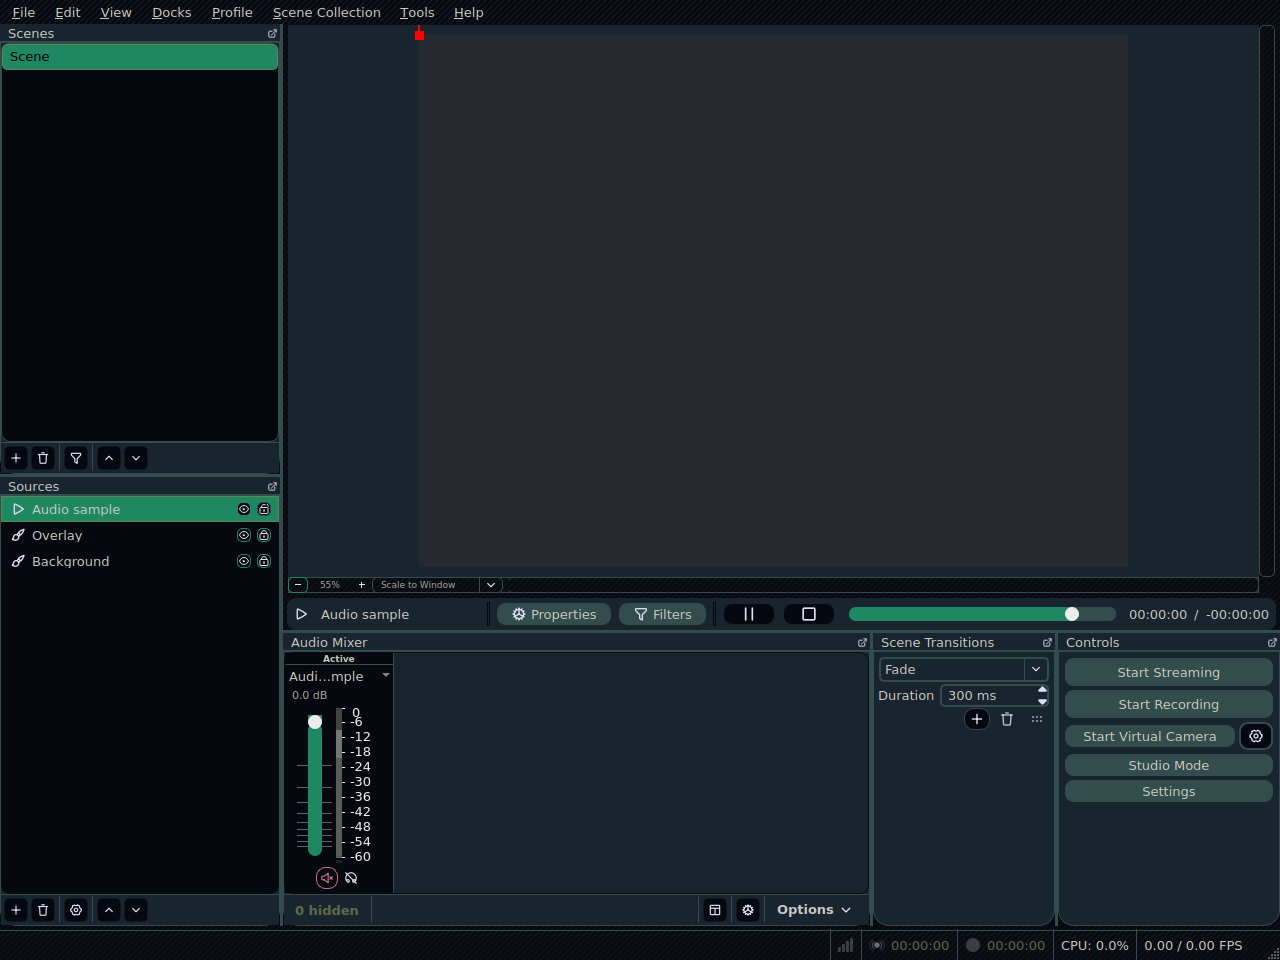 File Edit View Docks Profile Scene Collection Tools Help
Scenes
Scene
Sources
Audio sample
Overlay
Background
55% Scale to Window
Audio sample Properties Filters 00:00:00 / -00:00:00
Audio Mixer
Active
Audi...mple
0.0 dB
0
-6
-12
-18
-24
-30
-36
-42
-48
-54
-60
0 hidden Options
Scene Transitions
Fade
Duration 300 ms
Controls
Start Streaming
Start Recording
Start Virtual Camera
Studio Mode
Settings
00:00:00 00:00:00 CPU: 0.0% 0.00 / 0.00 FPS